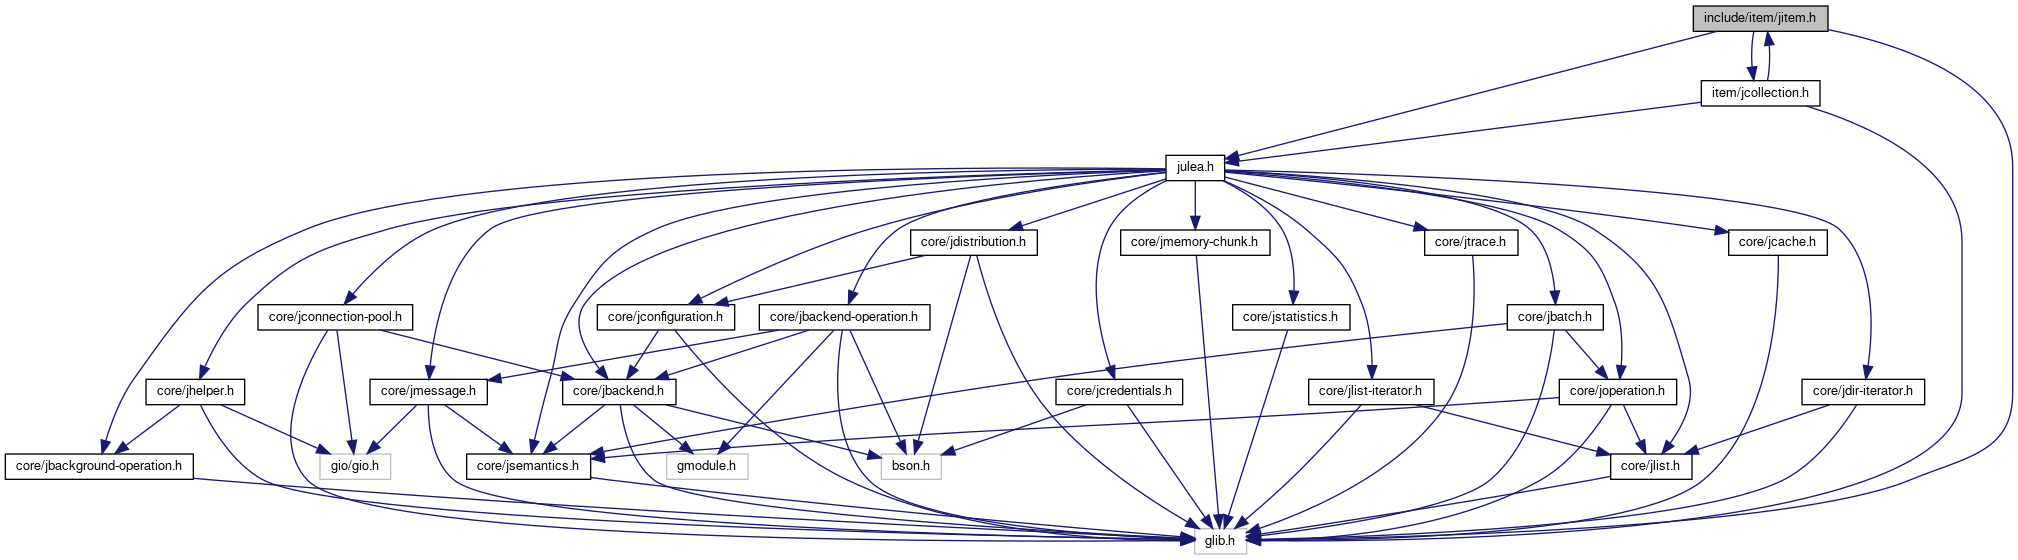 include/item/jitem.h
item/jcollection.h
julea.h
core/jdistribution.h
core/jmemory-chunk.h
core/jtrace.h
core/jcache.h
core/jconnection-pool.h
core/jconfiguration.h
core/jbackend-operation.h
core/jstatistics.h
core/jbatch.h
core/jhelper.h
core/jmessage.h
core/jbackend.h
core/jcredentials.h
core/jlist-iterator.h
core/joperation.h
core/jdir-iterator.h
core/jbackground-operation.h
gio/gio.h
core/jsemantics.h
gmodule.h
bson.h
core/jlist.h
glib.h